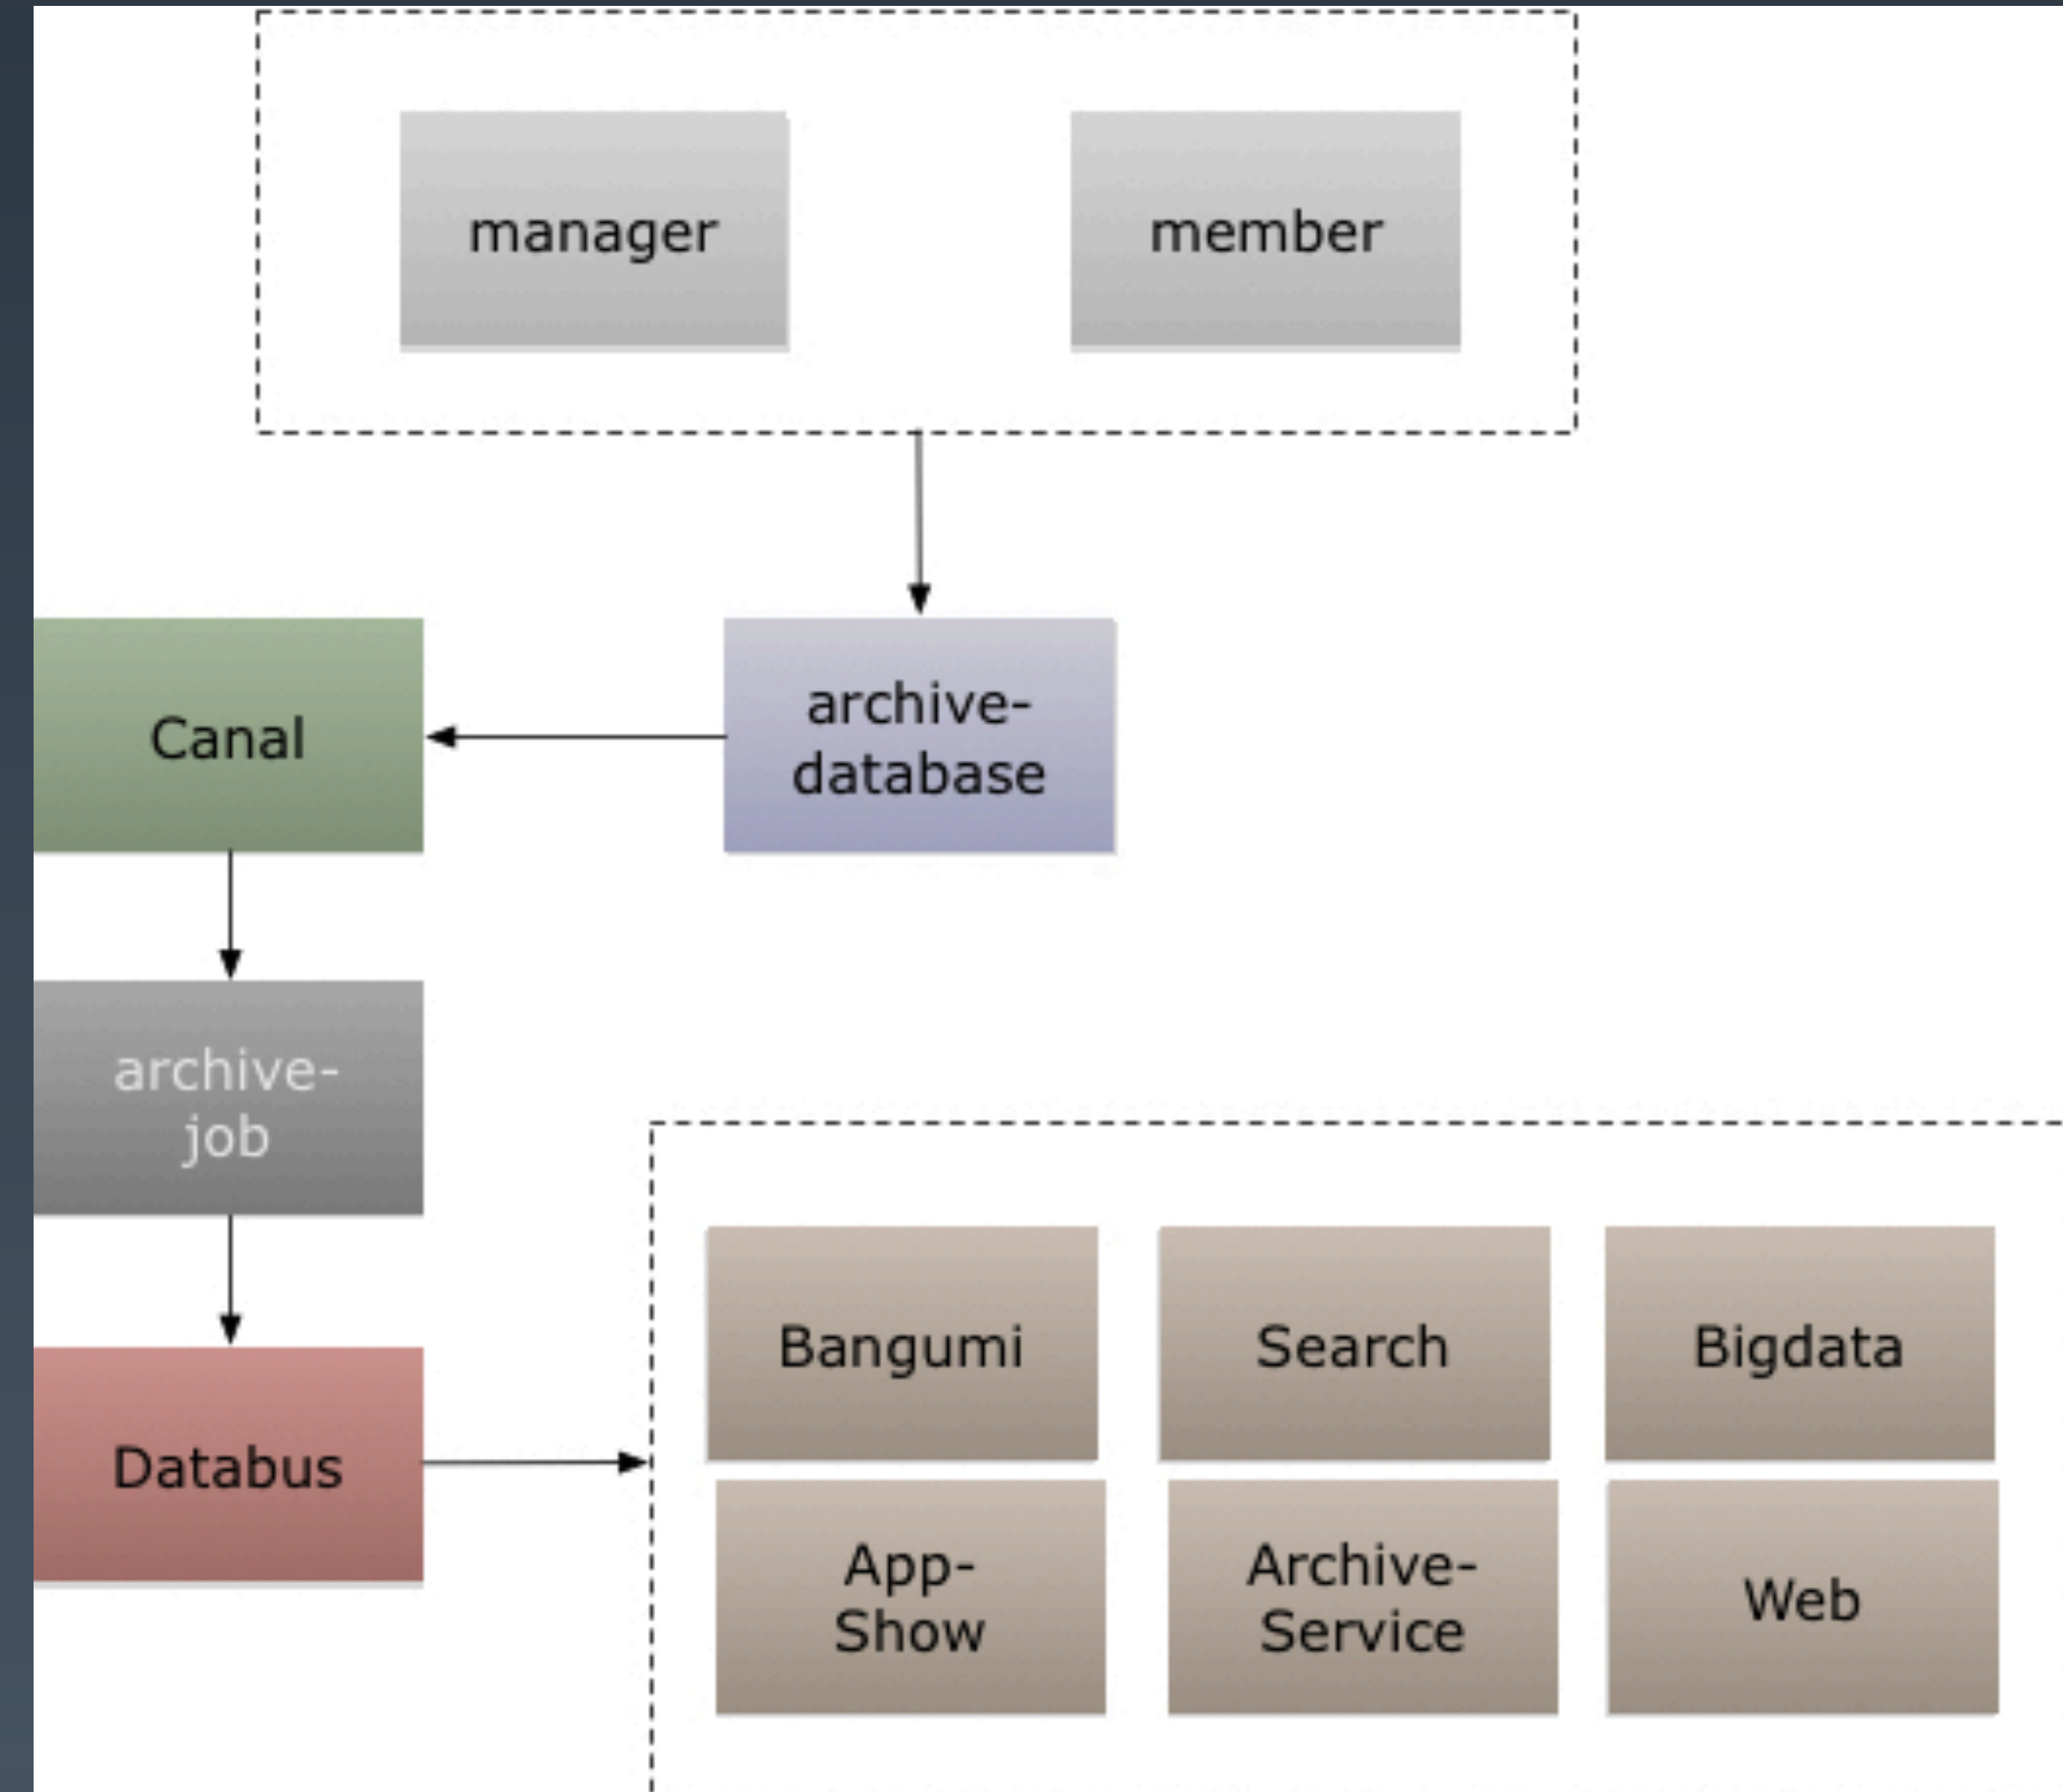 manager
member
Canal
archive-
database
archive-
job
Databus
Bangumi
Search
Bigdata
App-
Show
Archive-
Service
Web